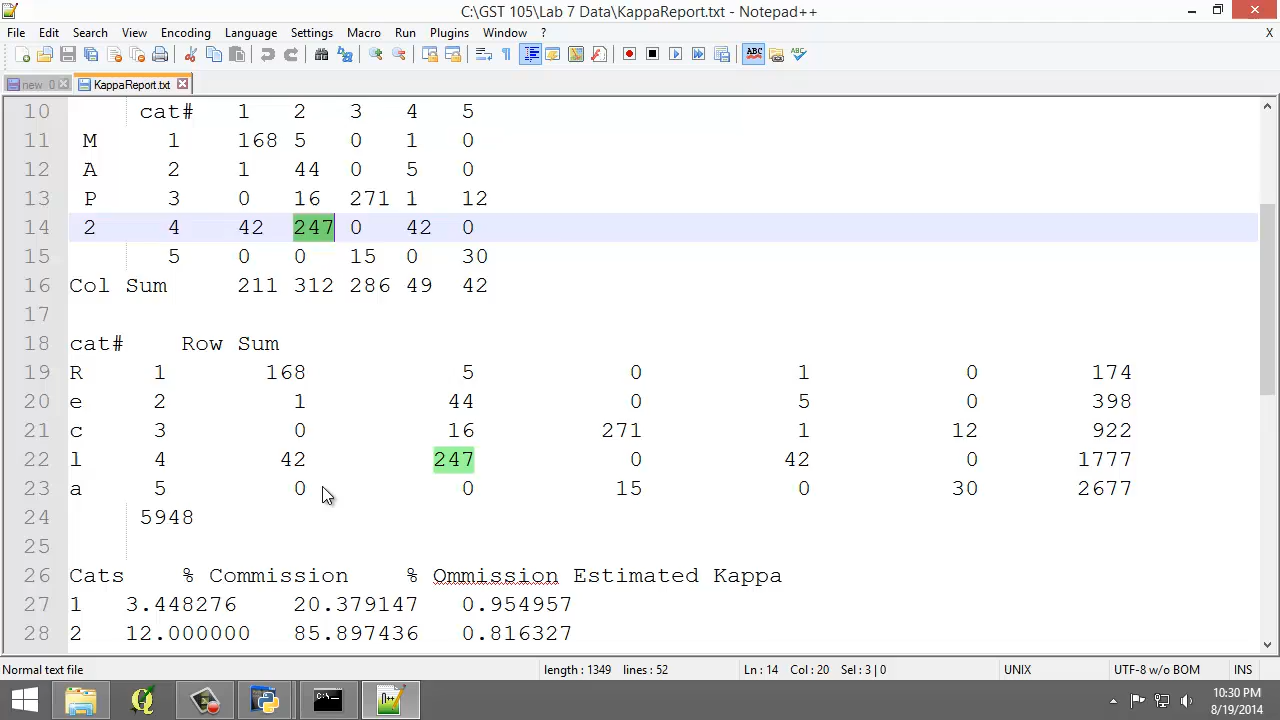 C:\GST 105\Lab 7 Data\KappaReport.txt - Notepad++
File Edit Search View Encoding Language Settings Macro Run Plugins Window ? X
new 0 KappaReport.txt
10 cat# 1 2 3 4 5
11 M 1 168 5 0 1 0
12 A 2 1 44 0 5 0
13 P 3 0 16 271 1 12
14 2 4 42 247 0 42 0
15 5 0 0 15 0 30
16 Col Sum 211 312 286 49 42
17
18 cat# Row Sum
19 R 1 168 5 0 1 0 174
20 e 2 1 44 0 5 0 398
21 c 3 0 16 271 1 12 922
22 l 4 42 247 0 42 0 1777
23 a 5 0 0 15 0 30 2677
24 5948
25
26 Cats % Commission % Ommission Estimated Kappa
27 1 3.448276 20.379147 0.954957
28 2 12.000000 85.897436 0.816327
Normal text file length : 1349 lines : 52 Ln : 14 Col : 20 Sel : 3 | 0 UNIX UTF-8 w/o BOM INS
10:30 PM
8/19/2014